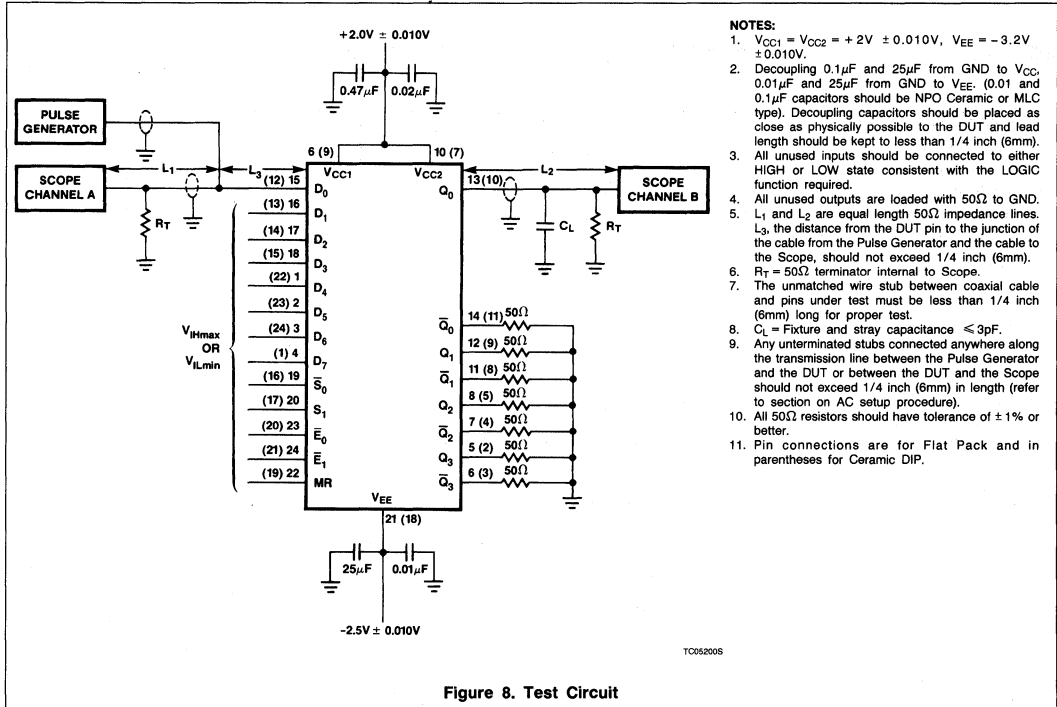 +2.0V ± 0.010V
0.47μF
0.02μF
PULSE
GENERATOR
SCOPE
CHANNEL A
L1
L3
RT
6 (9)
10 (7)
VCC1
VCC2
L2
SCOPE
CHANNEL B
CL
RT
(12) 15
D0
13(10)
Q0
(13) 16
D1
(14) 17
D2
(15) 18
D3
(22) 1
D4
(23) 2
D5
(24) 3
D6
(1) 4
D7
(16) 19
S̅0
(17) 20
S1
(20) 23
E̅0
(21) 24
E̅1
(19) 22
MR
VIHmax
OR
VILmin
14 (11) 50Ω
Q̅0
12 (9) 50Ω
Q1
11 (8) 50Ω
Q̅1
8 (5) 50Ω
Q2
7 (4) 50Ω
Q̅2
5 (2) 50Ω
Q3
6 (3) 50Ω
Q̅3
VEE
21 (18)
25μF
0.01μF
-2.5V ± 0.010V
NOTES:
1. VCC1 = VCC2 = + 2V ± 0.010V, VEE = − 3.2V
± 0.010V.
2. Decoupling 0.1μF and 25μF from GND to VCC,
0.01μF and 25μF from GND to VEE. (0.01 and
0.1μF capacitors should be NPO Ceramic or MLC
type). Decoupling capacitors should be placed as
close as physically possible to the DUT and lead
length should be kept to less than 1/4 inch (6mm).
3. All unused inputs should be connected to either
HIGH or LOW state consistent with the LOGIC
function required.
4. All unused outputs are loaded with 50Ω to GND.
5. L1 and L2 are equal length 50Ω impedance lines.
L3, the distance from the DUT pin to the junction of
the cable from the Pulse Generator and the cable to
the Scope, should not exceed 1/4 inch (6mm).
6. RT = 50Ω terminator internal to Scope.
7. The unmatched wire stub between coaxial cable
and pins under test must be less than 1/4 inch
(6mm) long for proper test.
8. CL = Fixture and stray capacitance ≤ 3pF.
9. Any unterminated stubs connected anywhere along
the transmission line between the Pulse Generator
and the DUT or between the DUT and the Scope
should not exceed 1/4 inch (6mm) in length (refer
to section on AC setup procedure).
10. All 50Ω resistors should have tolerance of ± 1% or
better.
11. Pin connections are for Flat Pack and in
parentheses for Ceramic DIP.
TC05200S
Figure 8. Test Circuit